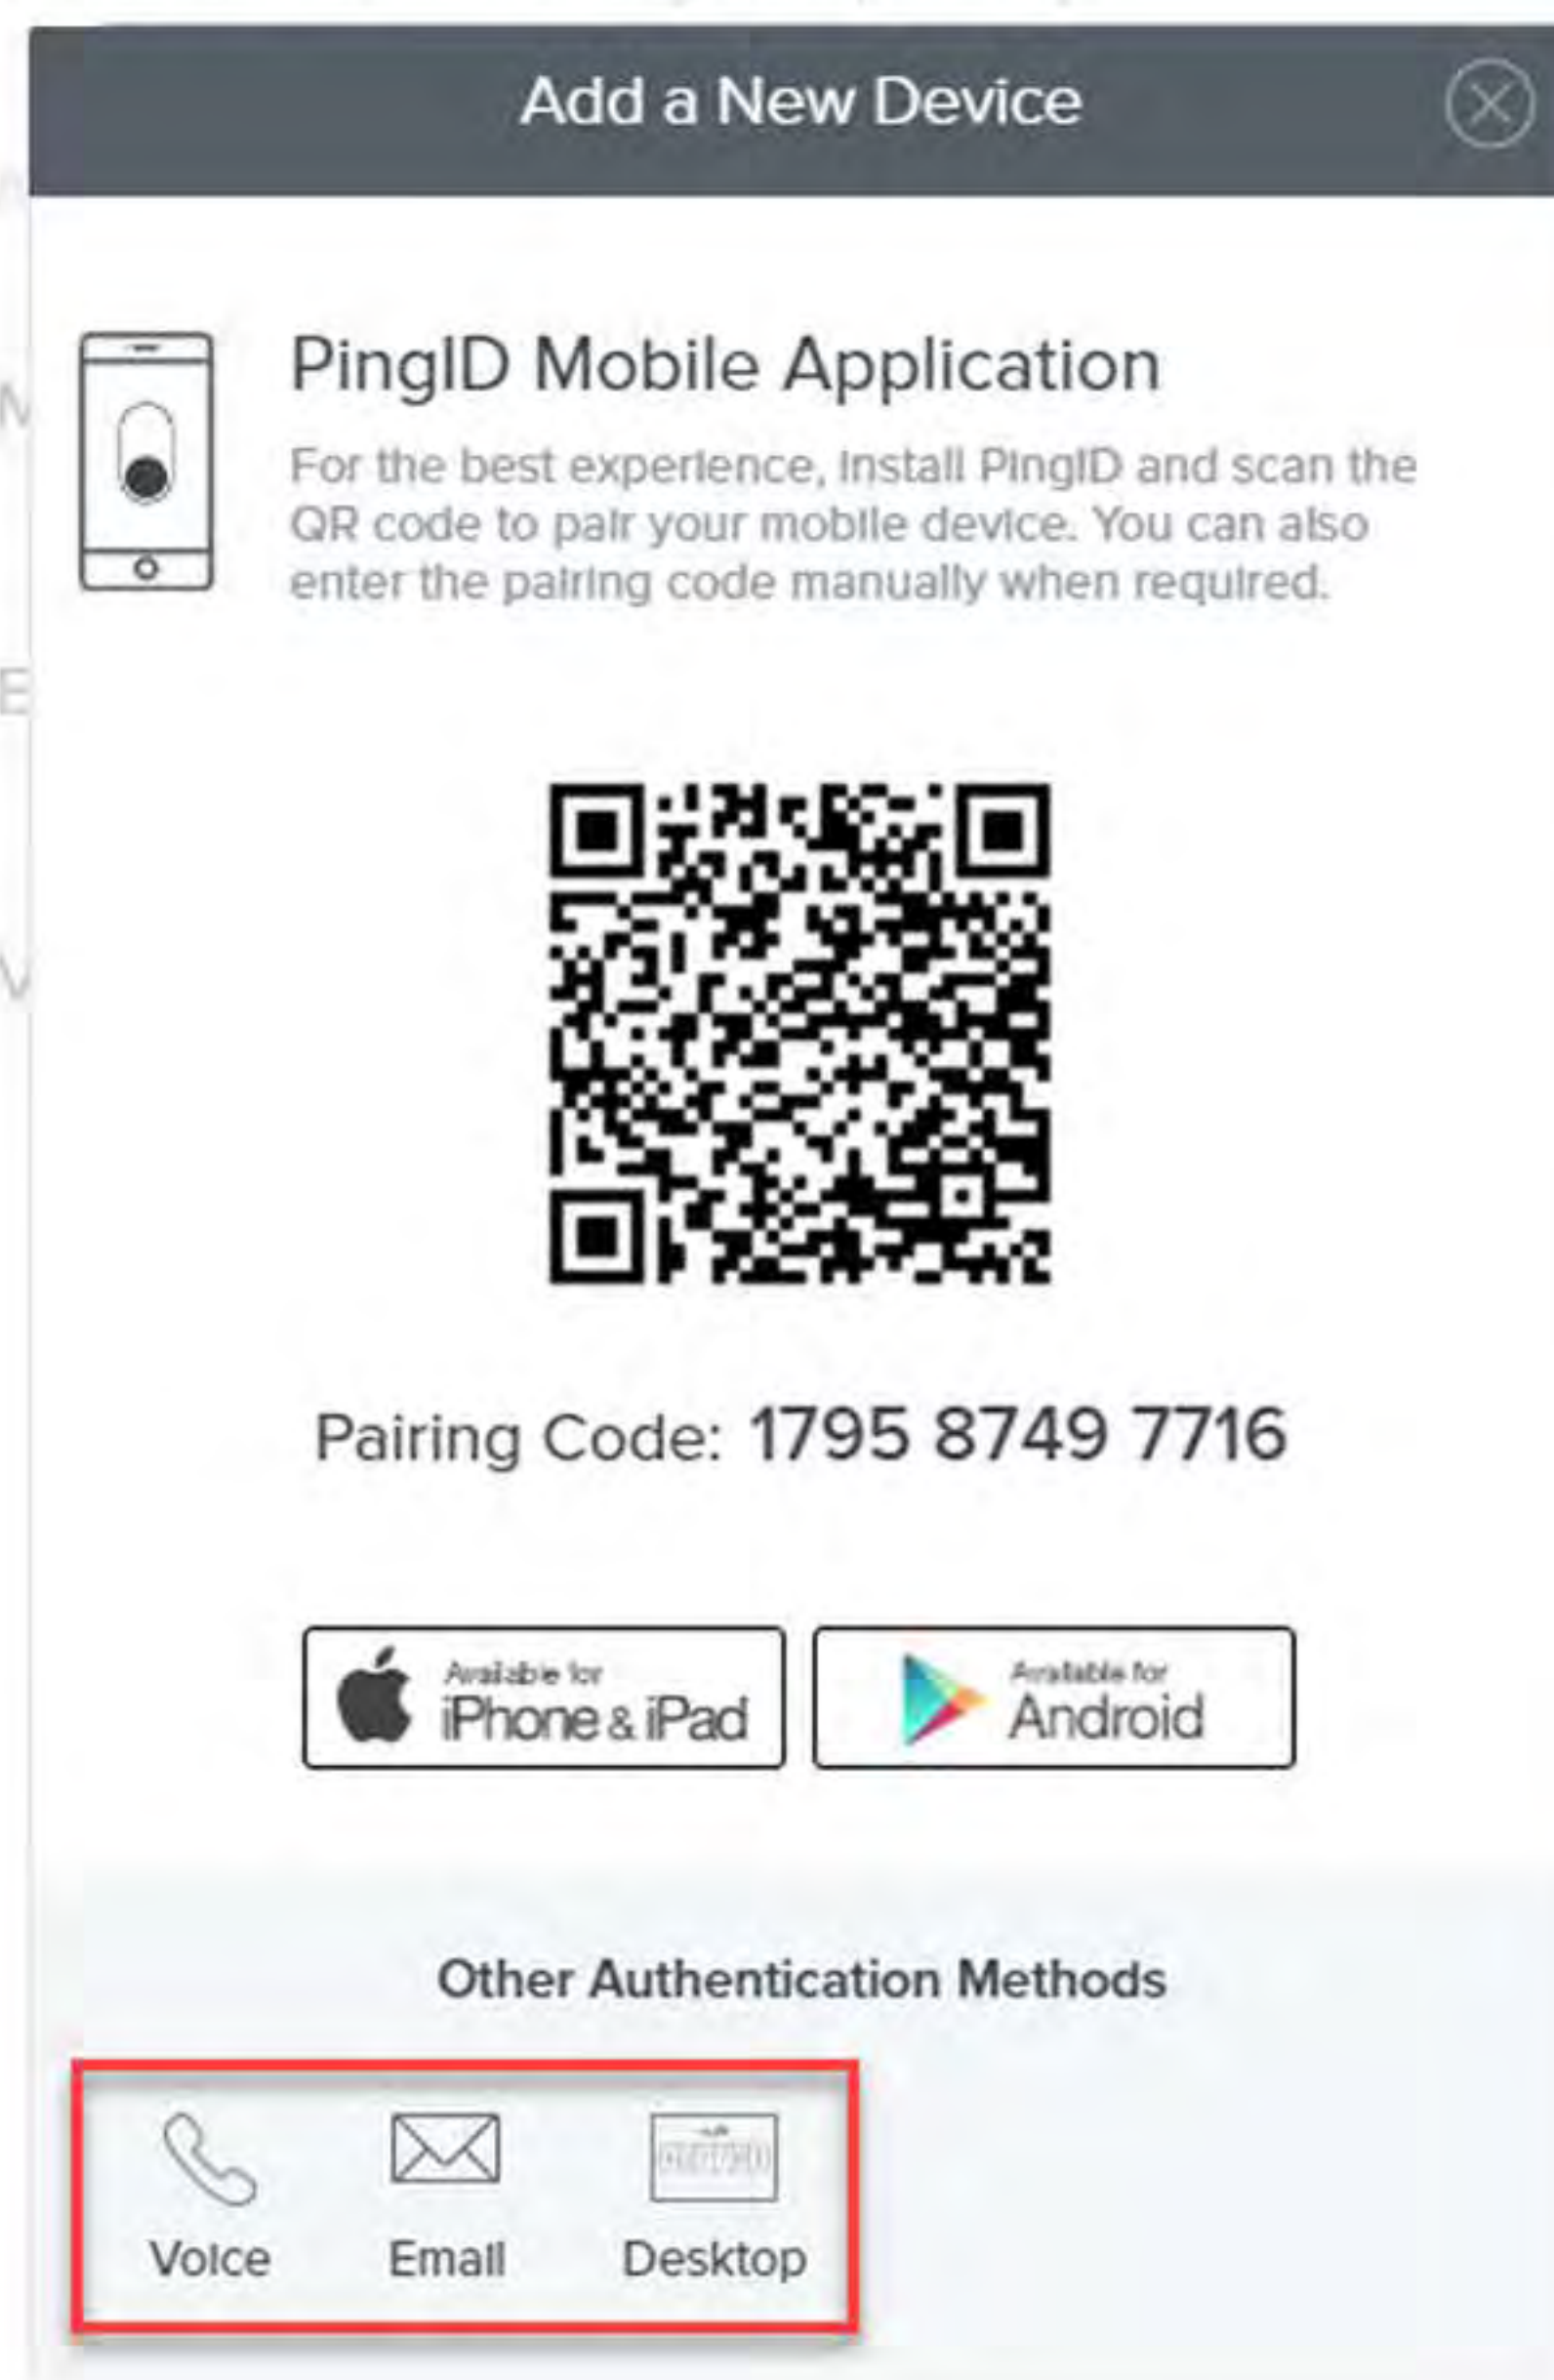 Add a New Device
PingID Mobile Application
For the best experience, install PingID and scan the
QR code to pair your mobile device. You can also
enter the pairing code manually when required.
Pairing Code: 1795 8749 7716
Available for
iPhone & iPad
Available for
Android
Other Authentication Methods
Voice
Email
Desktop